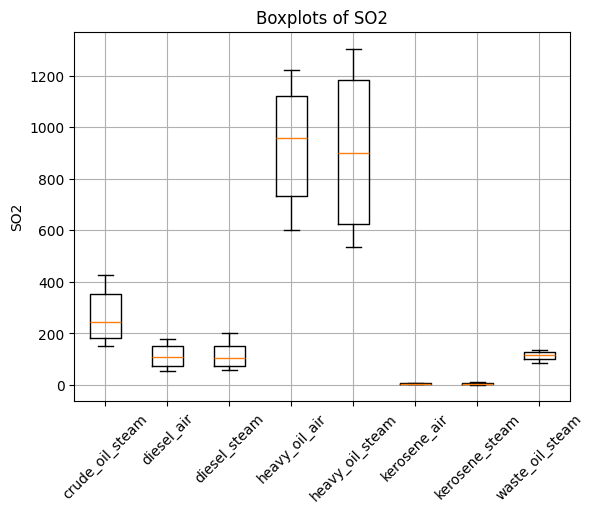 Boxplots of SO2
SO2
1200
1000
800
600
400
200
0
crude_oil_steam
diesel_air
diesel_steam
heavy_oil_air
heavy_oil_steam
kerosene_air
kerosene_steam
waste_oil_steam